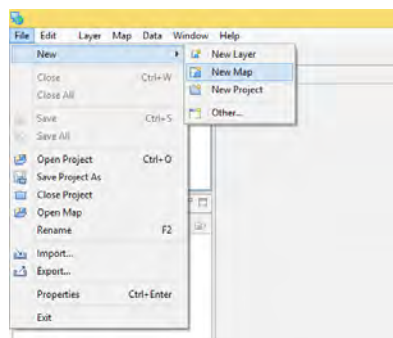 File Edit Layer Map Data Window Help
New
New Layer
New Map
New Project
Other...
Close Ctrl+W
Close All
Save Ctrl+S
Save All
Open Project Ctrl+O
Save Project As
Close Project
Open Map
Rename F2
Import...
Export...
Properties Ctrl+Enter
Exit